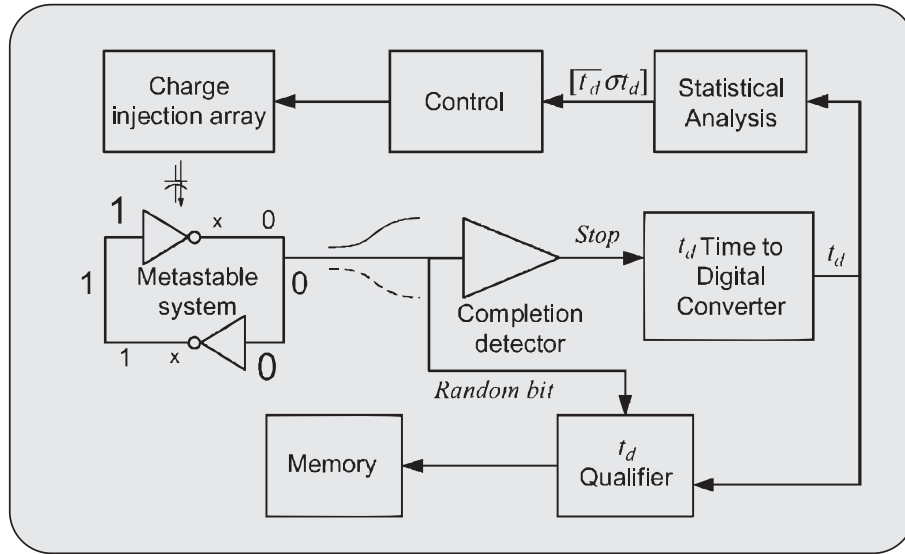 Charge
injection array
Control
[t̅_d σt_d]
Statistical
Analysis
1
x
0
1
Metastable
system
0
1
x
0
Completion
detector
Stop
t_d Time to
Digital
Converter
t_d
Random bit
Memory
t_d
Qualifier